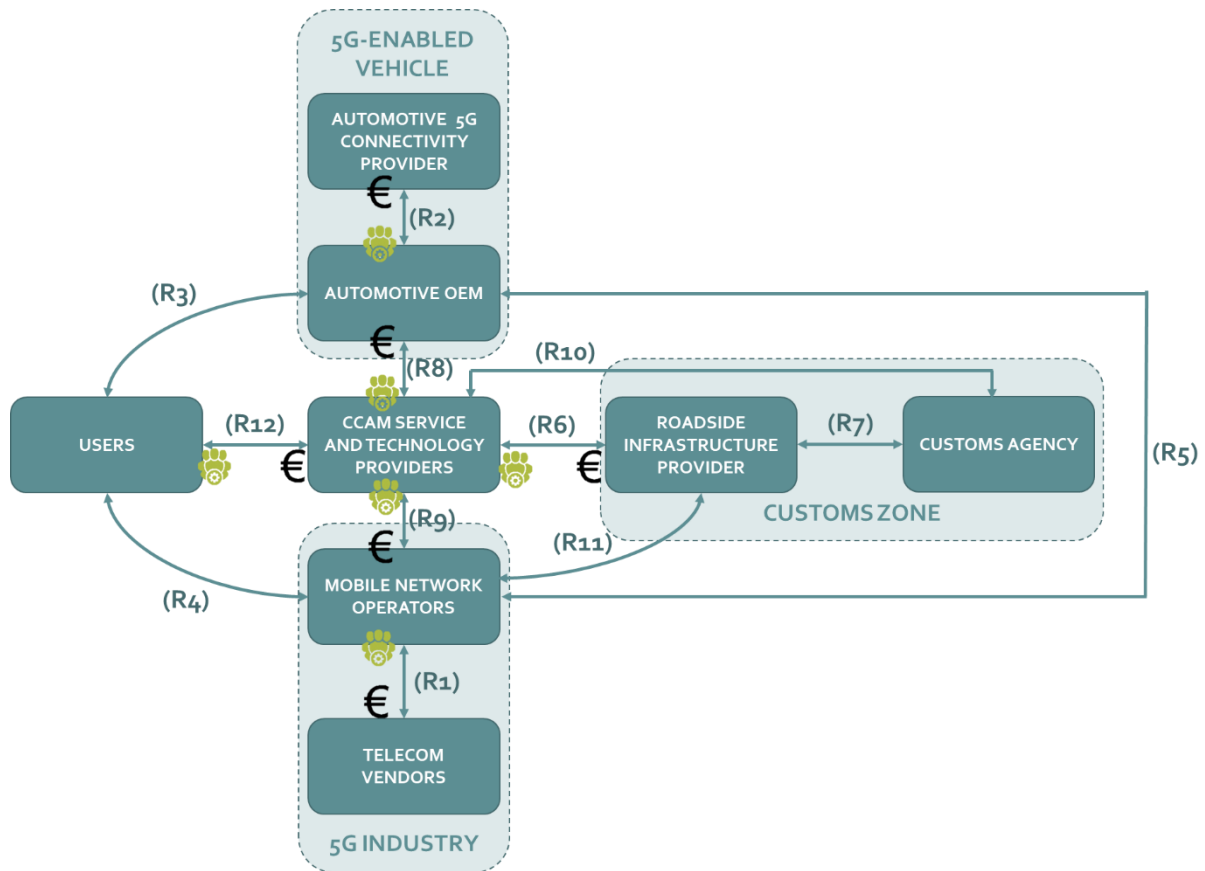 5G-ENABLED
VEHICLE
AUTOMOTIVE 5G
CONNECTIVITY
PROVIDER
€
(R2)
(R3)
AUTOMOTIVE OEM
€
(R8)
(R10)
USERS
(R12)
€
CCAM SERVICE
AND TECHNOLOGY
PROVIDERS
(R6)
€
ROADSIDE
INFRASTRUCTURE
PROVIDER
(R7)
CUSTOMS AGENCY
(R5)
CUSTOMS ZONE
(R9)
€
(R11)
(R4)
MOBILE NETWORK
OPERATORS
(R1)
€
TELECOM
VENDORS
5G INDUSTRY